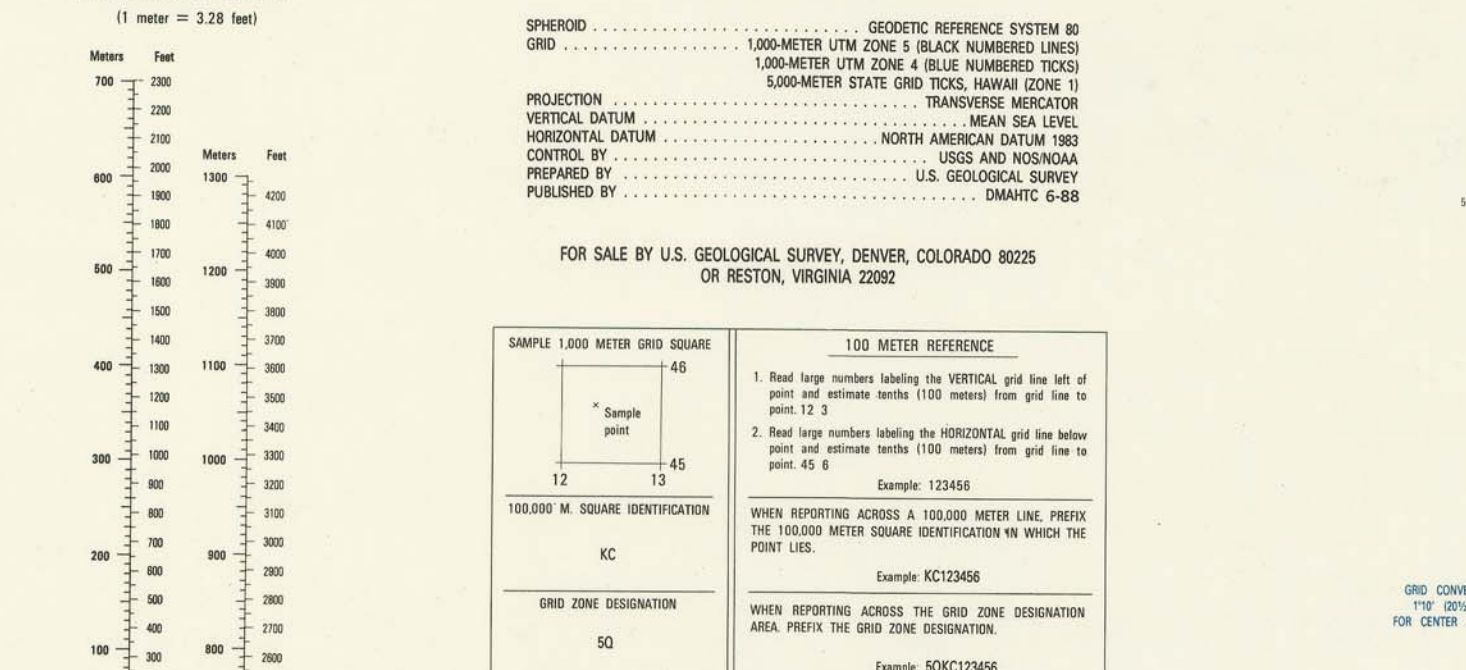 (1 meter = 3.28 feet)
Meters Feet
700 2300
2200
2100
2000
600
1900
1800
1700
500
1600
1500
1400
400 1300
1200
1100
300 1000
900
800
700
200
600
500
400
100 300
Meters Feet
1300
4200
4100
4000
1200
3900
3800
3700
1100 3600
3500
3400
1000 3300
3200
3100
3000
900
2900
2800
2700
800
2600
SPHEROID . . . . . . . . . . . . . . . . . . . . . . . . . . . . GEODETIC REFERENCE SYSTEM 80
GRID . . . . . . . . . . . . . . . . . . 1,000-METER UTM ZONE 5 (BLACK NUMBERED LINES)
1,000-METER UTM ZONE 4 (BLUE NUMBERED TICKS)
5,000-METER STATE GRID TICKS, HAWAII (ZONE 1)
PROJECTION . . . . . . . . . . . . . . . . . . . . . . . . . . . . . . . TRANSVERSE MERCATOR
VERTICAL DATUM . . . . . . . . . . . . . . . . . . . . . . . . . . . . . . . . . MEAN SEA LEVEL
HORIZONTAL DATUM . . . . . . . . . . . . . . . . . . . . . . NORTH AMERICAN DATUM 1983
CONTROL BY . . . . . . . . . . . . . . . . . . . . . . . . . . . . . . . . USGS AND NOS/NOAA
PREPARED BY . . . . . . . . . . . . . . . . . . . . . . . . . . . . . . U.S. GEOLOGICAL SURVEY
PUBLISHED BY . . . . . . . . . . . . . . . . . . . . . . . . . . . . . . . . . . . . DMAHTC 6-88
FOR SALE BY U.S. GEOLOGICAL SURVEY, DENVER, COLORADO 80225
OR RESTON, VIRGINIA 22092
SAMPLE 1,000 METER GRID SQUARE
46
× Sample
point
45
12 13
100,000 M. SQUARE IDENTIFICATION
KC
GRID ZONE DESIGNATION
5Q
100 METER REFERENCE
1. Read large numbers labeling the VERTICAL grid line left of
point and estimate tenths (100 meters) from grid line to
point. 12 3
2. Read large numbers labeling the HORIZONTAL grid line below
point and estimate tenths (100 meters) from grid line to
point. 45 6
Example: 123456
WHEN REPORTING ACROSS A 100,000 METER LINE, PREFIX
THE 100,000 METER SQUARE IDENTIFICATION IN WHICH THE
POINT LIES.
Example: KC123456
WHEN REPORTING ACROSS THE GRID ZONE DESIGNATION
AREA. PREFIX THE GRID ZONE DESIGNATION.
Example: 5QKC123456
5
GRID
1°10'
FOR CENTER